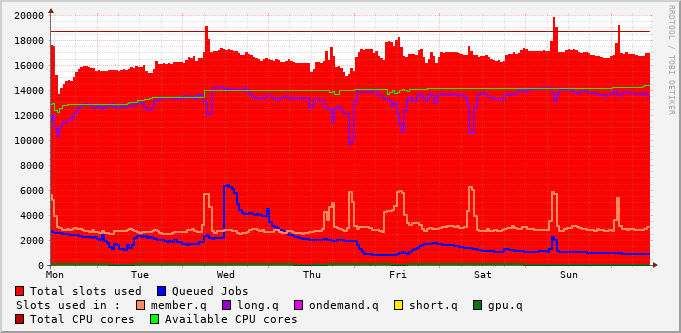 20000
18000
16000
14000
12000
10000
8000
6000
4000
2000
0
Mon Tue Wed Thu Fri Sat Sun
Total slots used Queued Jobs
Slots used in : member.q long.q ondemand.q short.q gpu.q
Total CPU cores Available CPU cores
RRDTOOL / TOBI OETIKER